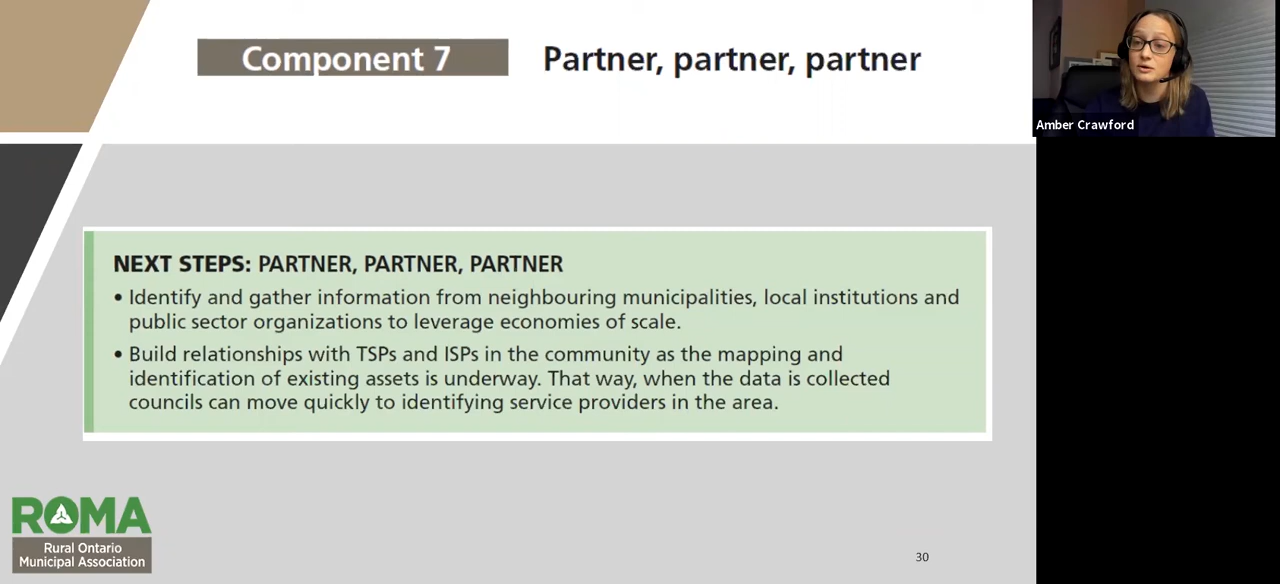 Component 7
Partner, partner, partner
Amber Crawford
NEXT STEPS: PARTNER, PARTNER, PARTNER
• Identify and gather information from neighbouring municipalities, local institutions and
public sector organizations to leverage economies of scale.
• Build relationships with TSPs and ISPs in the community as the mapping and
identification of existing assets is underway. That way, when the data is collected
councils can move quickly to identifying service providers in the area.
ROMA
Rural Ontario
Municipal Association
30